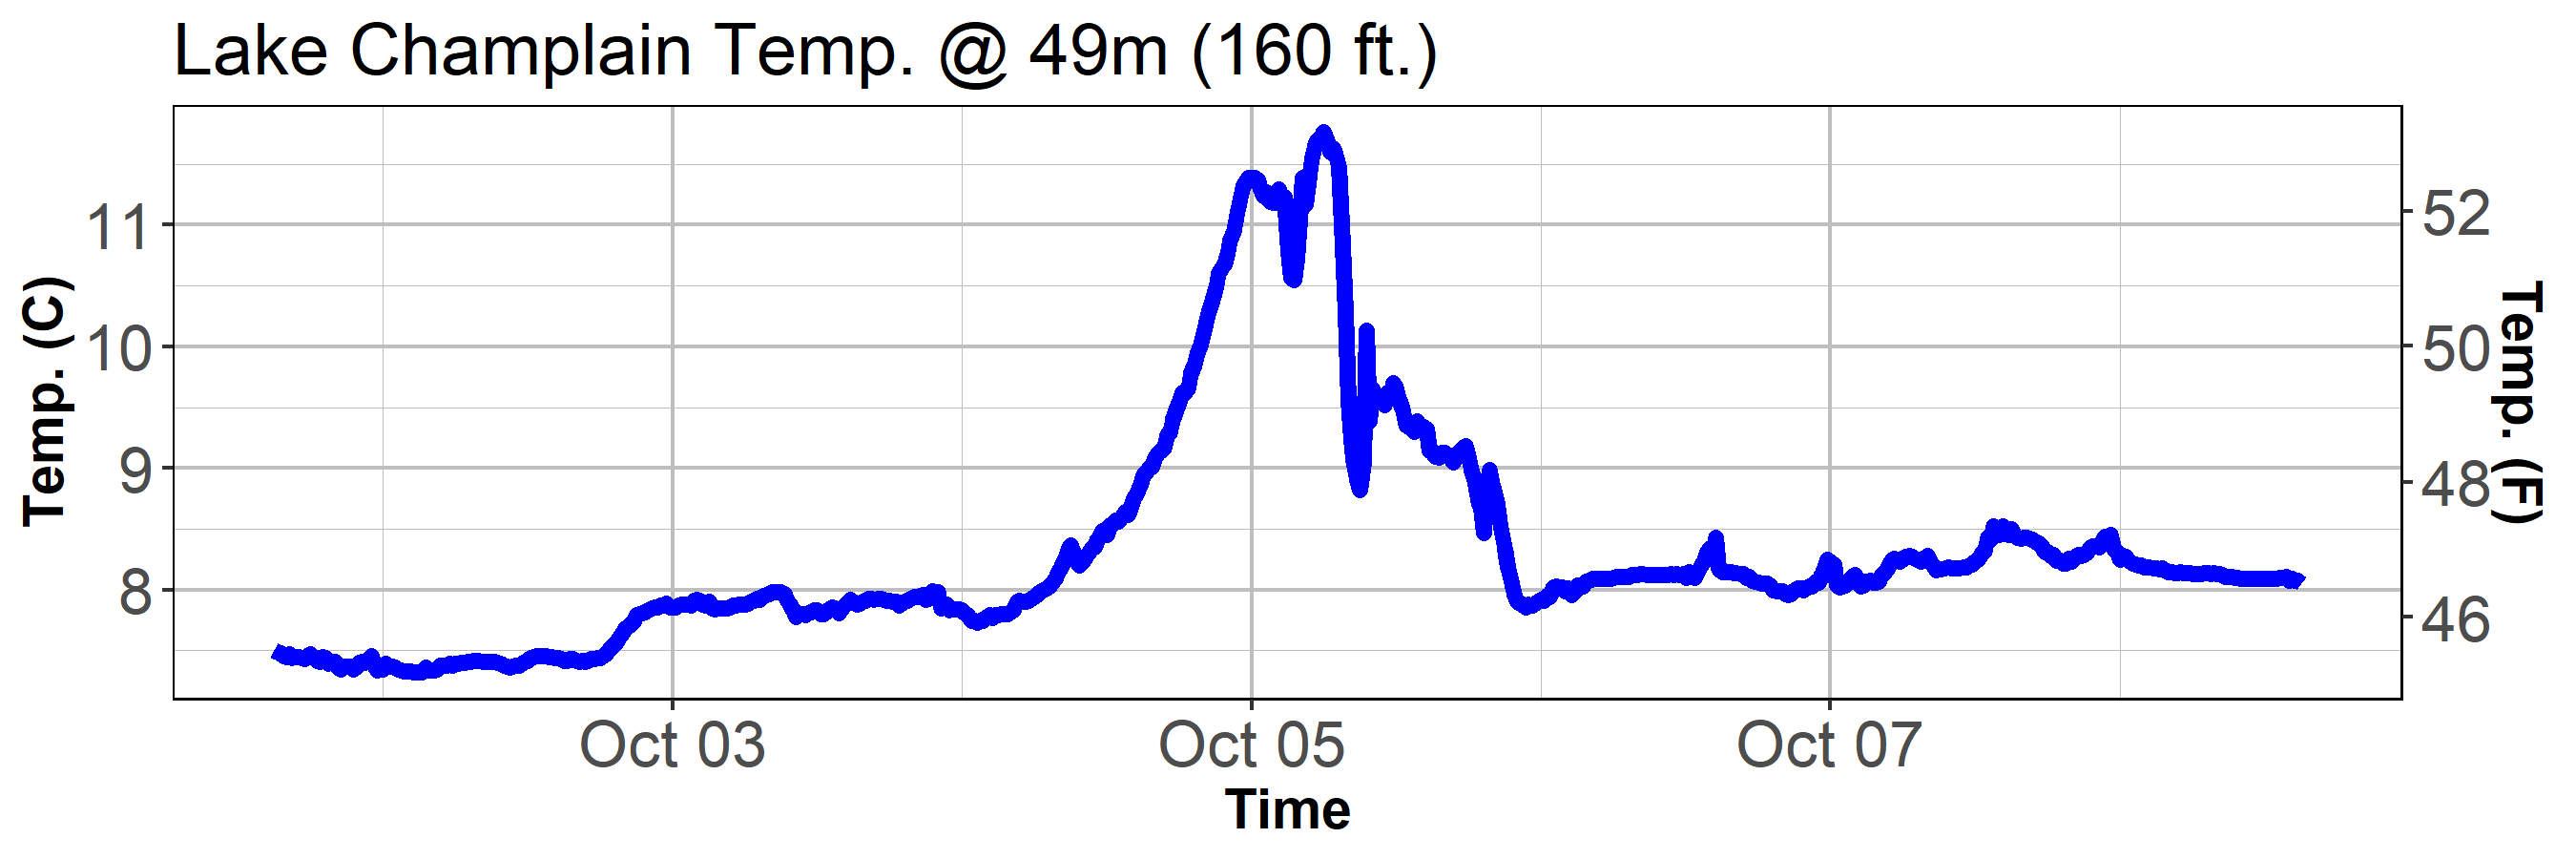 Lake Champlain Temp. @ 49m (160 ft.)
Temp. (C)
11
10
9
8
52
50
48
46
Temp. (F)
Oct 03 Oct 05 Oct 07
Time